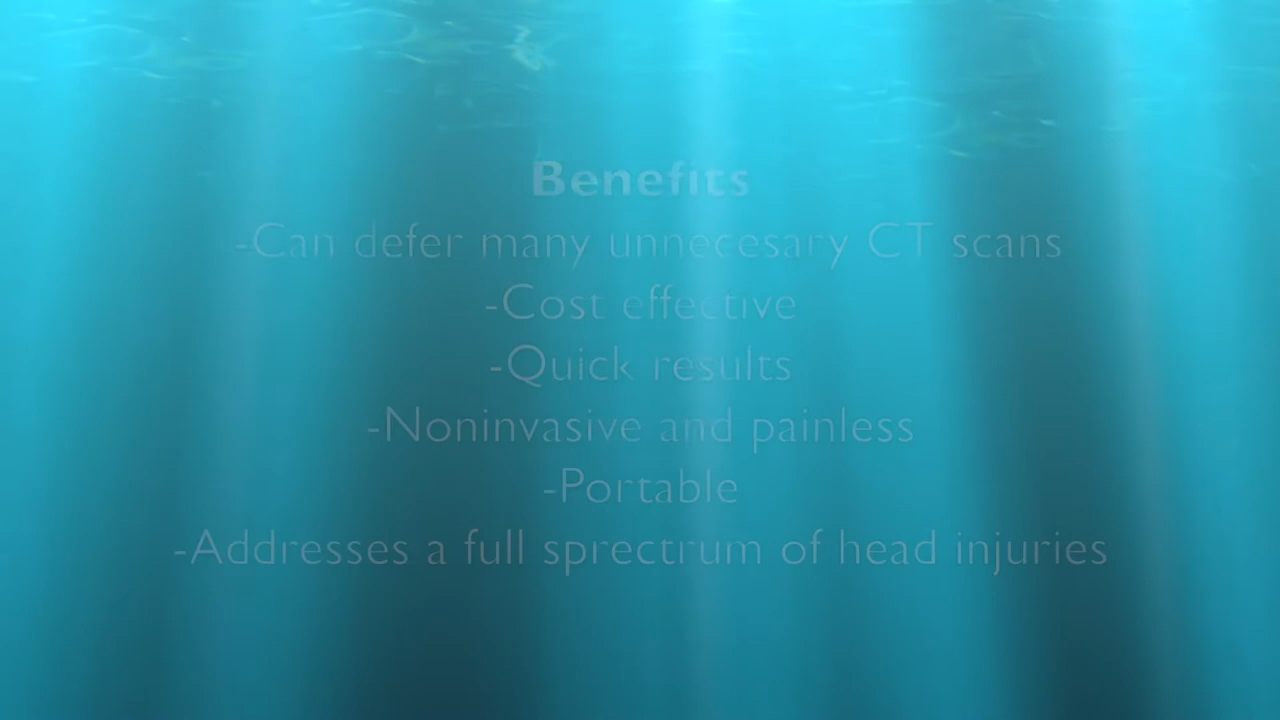 Benefits
-Can defer many unnecesary CT scans
-Cost effective
-Quick results
-Noninvasive and painless
-Portable
-Addresses a full sprectrum of head injuries